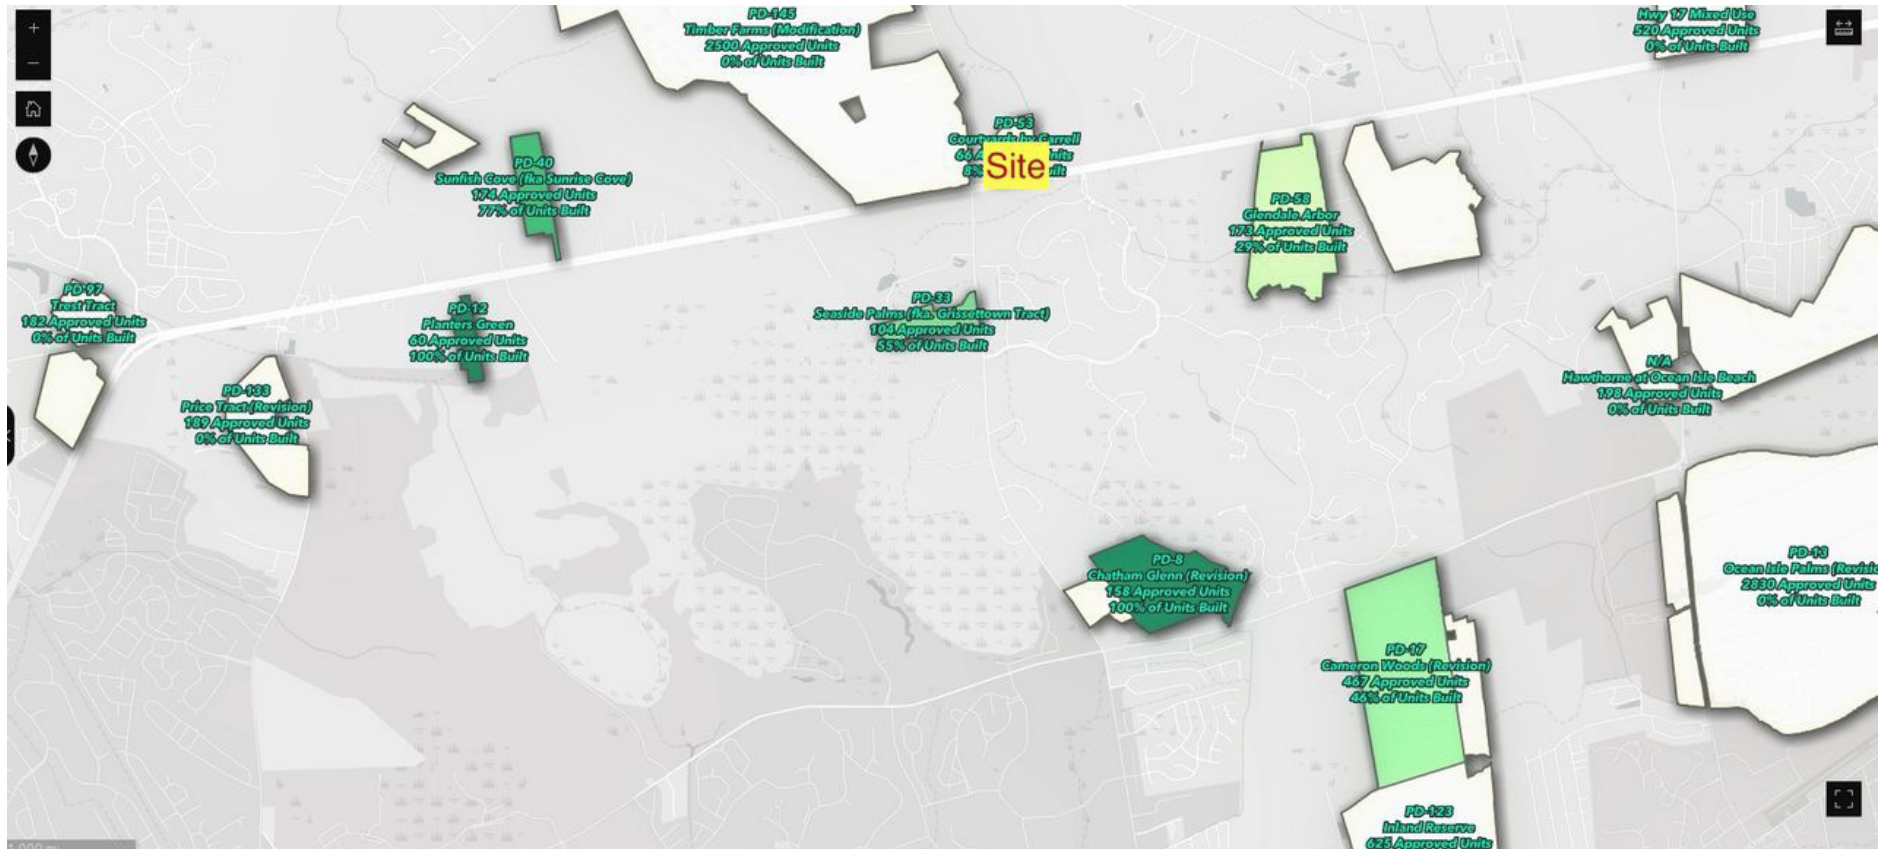 +
−
PD-145
Timber Farms (Modification)
2500 Approved Units
0% of Units Built
Hwy 17 Mixed Use
520 Approved Units
0% of Units Built
PD-53
Courtyards by Carrell
66
8%
Site
PD-40
Sunfish Cove (fka Sunrise Cove)
174 Approved Units
77% of Units Built
PD-58
Glendale Arbor
173 Approved Units
29% of Units Built
PD-97
Trest Tract
182 Approved Units
0% of Units Built
PD-12
Planters Green
60 Approved Units
100% of Units Built
PD-33
Seaside Palms (fka. Grissettown Tract)
104 Approved Units
55% of Units Built
PD-133
Price Tract (Revision)
189 Approved Units
0% of Units Built
N/A
Hawthorne at Ocean Isle Beach
198 Approved Units
0% of Units Built
PD-8
Chatham Glenn (Revision)
158 Approved Units
100% of Units Built
PD-13
Ocean Isle Palms (Revisio
2830 Approved Units
0% of Units Built
PD-17
Cameron Woods (Revision)
467 Approved Units
46% of Units Built
PD-123
Inland Reserve
625 Approved Units